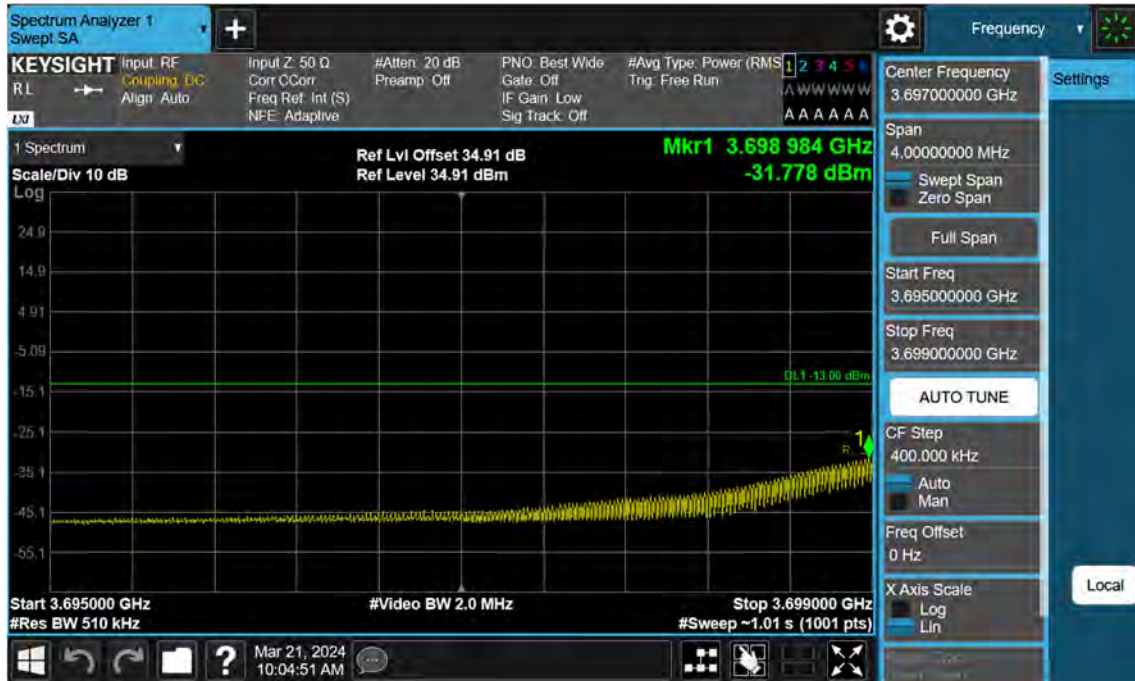 Spectrum Analyzer 1
Swept SA
+
Frequency
KEYSIGHT
RL
LXI
Input: RF
Coupling: DC
Align: Auto
Input Z: 50 Ω
Corr CCorr
Freq Ref: Int (S)
NFE: Adaptive
#Atten: 20 dB
Preamp: Off
PNO: Best Wide
Gate: Off
IF Gain: Low
Sig Track: Off
#Avg Type: Power (RMS
Trig: Free Run
1 2 3 4 5 6
A W W W W W
A A A A A A
1 Spectrum
Scale/Div 10 dB
Log
Ref Lvl Offset 34.91 dB
Ref Level 34.91 dBm
Mkr1 3.698 984 GHz
-31.778 dBm
24.9
14.9
4.91
-5.09
DL1 -13.00 dBm
-15.1
-25.1
1
R
-35.1
-45.1
-55.1
Start 3.695000 GHz
#Video BW 2.0 MHz
Stop 3.699000 GHz
#Res BW 510 kHz
#Sweep ~1.01 s (1001 pts)
?
Mar 21, 2024
10:04:51 AM
Center Frequency
3.697000000 GHz
Span
4.00000000 MHz
Swept Span
Zero Span
Full Span
Start Freq
3.695000000 GHz
Stop Freq
3.699000000 GHz
AUTO TUNE
CF Step
400.000 kHz
Auto
Man
Freq Offset
0 Hz
X Axis Scale
Log
Lin
Settings
Local